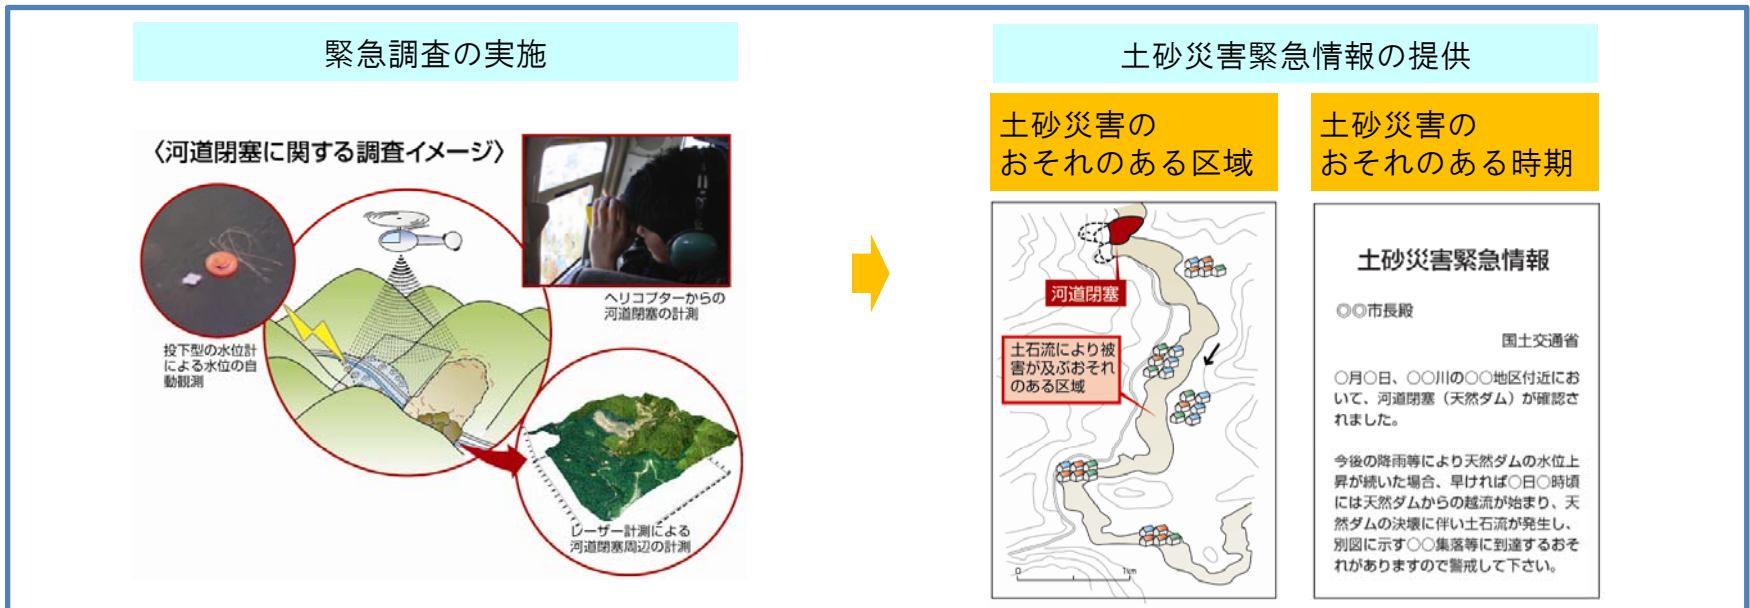 緊急調査の実施
〈河道閉塞に関する調査イメージ〉
ヘリコプターからの
河道閉塞の計測
投下型の水位計
による水位の自
動観測
レーザー計測による
河道閉塞周辺の計測
土砂災害緊急情報の提供
土砂災害の
おそれのある区域
河道閉塞
土石流により被
害が及ぶおそれ
のある区域
0 1km
土砂災害の
おそれのある時期
土砂災害緊急情報
◎◎市長殿
国土交通省
○月○日、○○川の○○地区付近にお
いて、河道閉塞（天然ダム）が確認さ
れました。
今後の降雨等により天然ダムの水位上
昇が続いた場合、早ければ○日○時頃
には天然ダムからの越流が始まり、天
然ダムの決壊に伴い土石流が発生し、
別図に示す○○集落等に到達するおそ
れがありますので警戒して下さい。